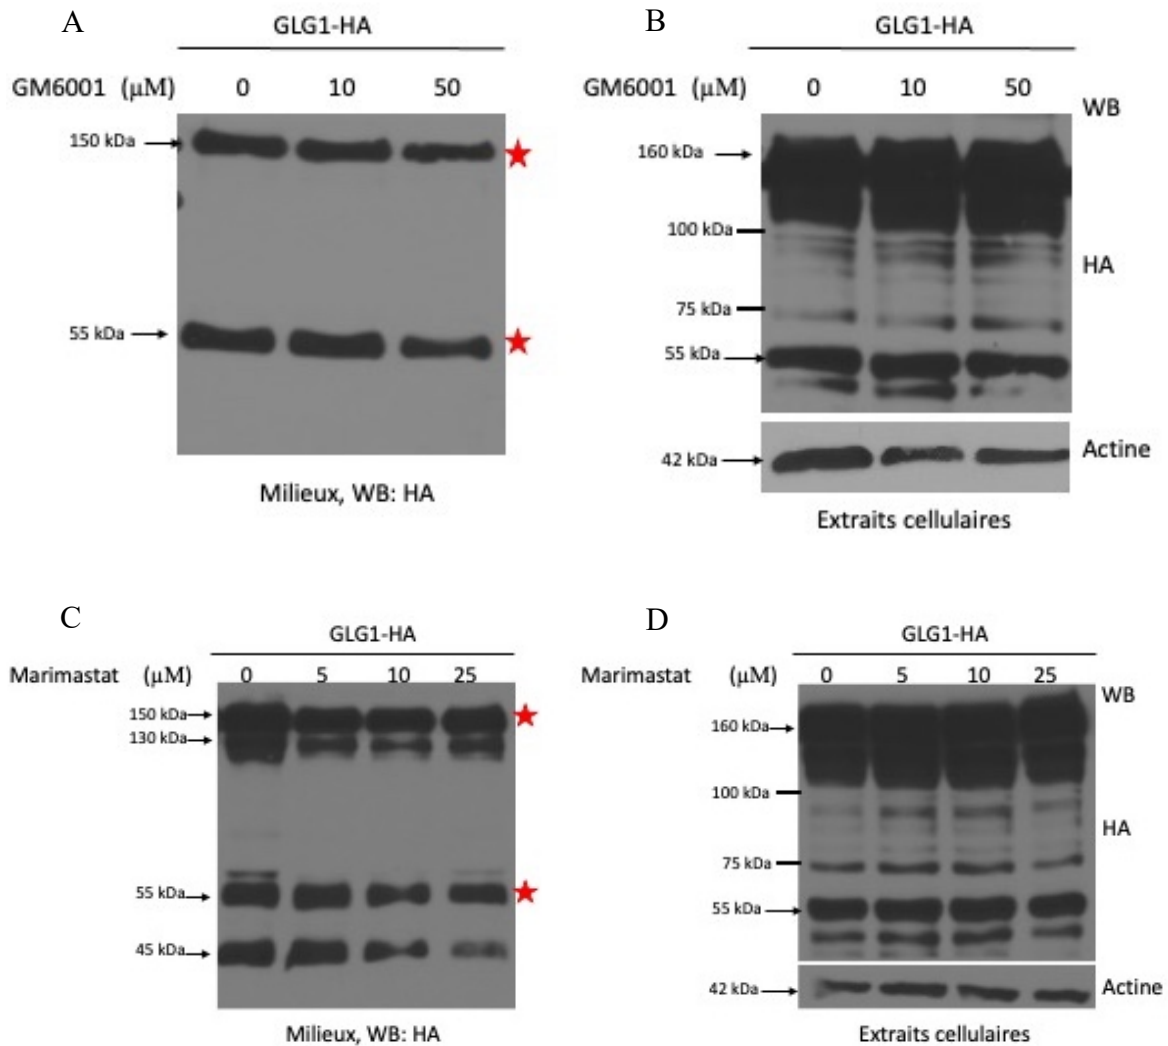 A
GLG1-HA
GM6001 (µM) 0 10 50
150 kDa
55 kDa
Milieux, WB: HA
B
GLG1-HA
GM6001 (µM) 0 10 50
WB
160 kDa
100 kDa
HA
75 kDa
55 kDa
42 kDa
Actine
Extraits cellulaires
C
GLG1-HA
Marimastat (µM) 0 5 10 25
150 kDa
130 kDa
55 kDa
45 kDa
Milieux, WB: HA
D
GLG1-HA
Marimastat (µM) 0 5 10 25
WB
160 kDa
100 kDa
HA
75 kDa
55 kDa
42 kDa
Actine
Extraits cellulaires